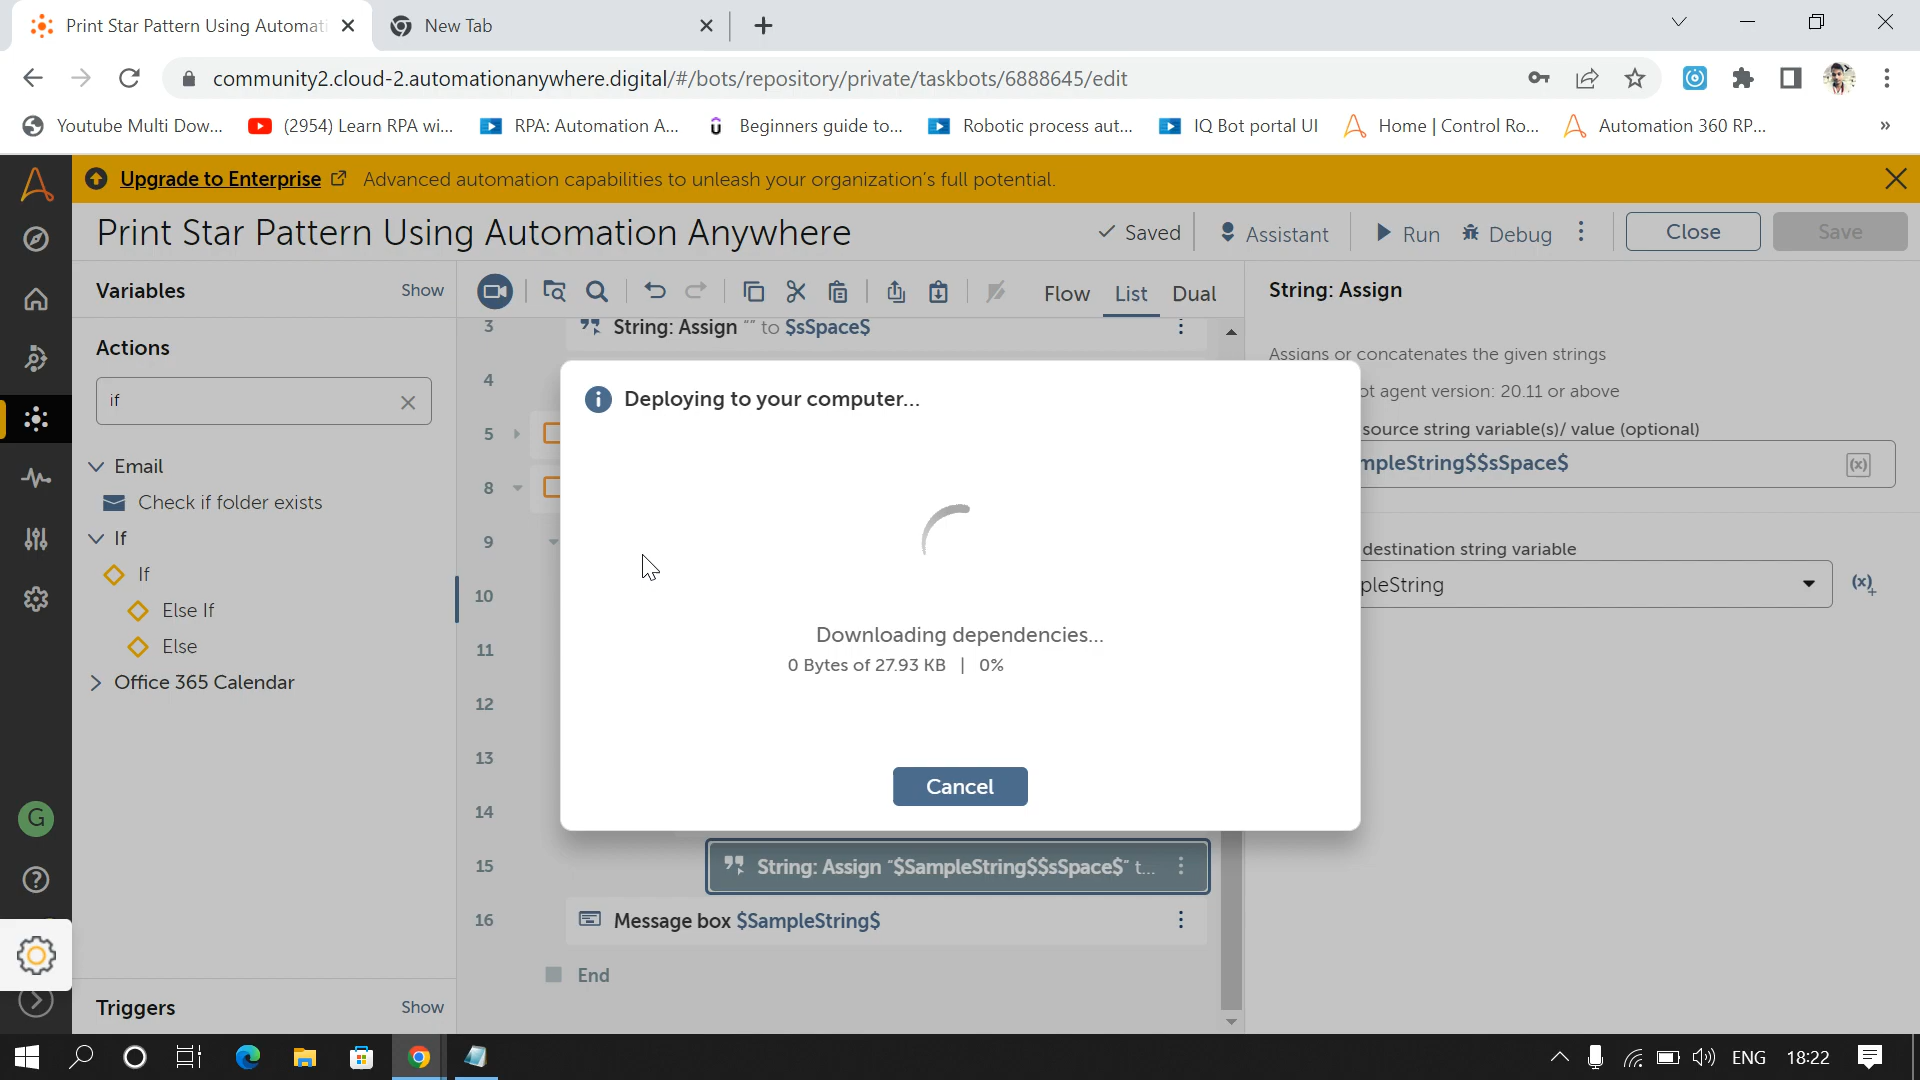 Print Star Pattern Using Automati
New Tab
community2.cloud-2.automationanywhere.digital/#/bots/repository/private/taskbots/6888645/edit
Youtube Multi Dow...
(2954) Learn RPA wi...
RPA: Automation A...
Beginners guide to...
Robotic process aut...
IQ Bot portal UI
Home | Control Ro...
Automation 360 RP...
»
Upgrade to Enterprise
Advanced automation capabilities to unleash your organization's full potential.
Print Star Pattern Using Automation Anywhere
Saved
Assistant
Run
Debug
Close
Save
Variables
Show
Flow
List
Dual
String: Assign
3
String: Assign "" to $sSpace$
Actions
Assigns or concatenates the given strings
4
Deploying to your computer...
ot agent version: 20.11 or above
if
5
source string variable(s)/ value (optional)
Email
mpleString$$sSpace$
(x)
8
Check if folder exists
If
9
destination string variable
If
pleString
(x)+
10
Else If
Downloading dependencies...
Else
11
0 Bytes of 27.93 KB | 0%
Office 365 Calendar
12
13
Cancel
14
G
15
String: Assign "$SampleString$$sSpace$" t...
16
Message box $SampleString$
End
Triggers
Show
ENG
18:22